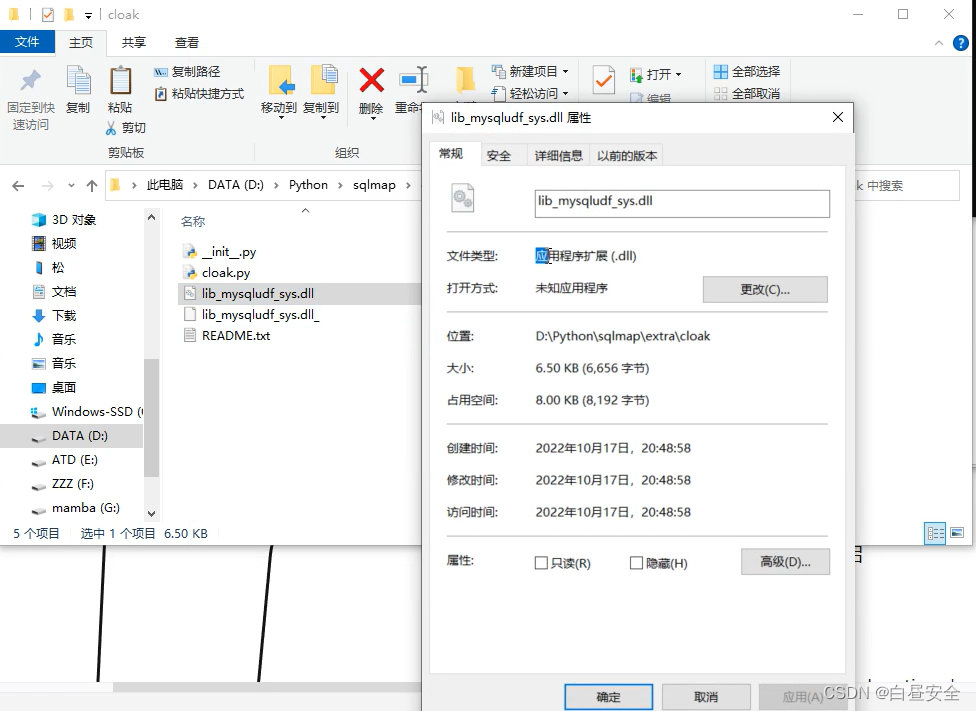 cloak
文件 主页 共享 查看
固定到快速访问
复制
粘贴
复制路径
粘贴快捷方式
剪切
剪贴板
移动到 复制到 删除 重命
组织
新建项目
轻松访问
打开
编辑
全部选择
全部取消
此电脑 > DATA (D:) > Python > sqlmap >
k 中搜索
3D 对象
视频
松
文档
下载
音乐
音乐
桌面
Windows-SSD (
DATA (D:)
ATD (E:)
ZZZ (F:)
mamba (G:)
名称
__init__.py
cloak.py
lib_mysqludf_sys.dll
lib_mysqludf_sys.dll_
README.txt
5 个项目 选中 1 个项目 6.50 KB
lib_mysqludf_sys.dll 属性
常规 安全 详细信息 以前的版本
lib_mysqludf_sys.dll
文件类型: 应用程序扩展 (.dll)
打开方式: 未知应用程序 更改(C)...
位置: D:\Python\sqlmap\extra\cloak
大小: 6.50 KB (6,656 字节)
占用空间: 8.00 KB (8,192 字节)
创建时间: 2022年10月17日，20:48:58
修改时间: 2022年10月17日，20:48:58
访问时间: 2022年10月17日，20:48:58
属性: 只读(R) 隐藏(H) 高级(D)...
确定 取消 应用(A)
CSDN @白昼安全